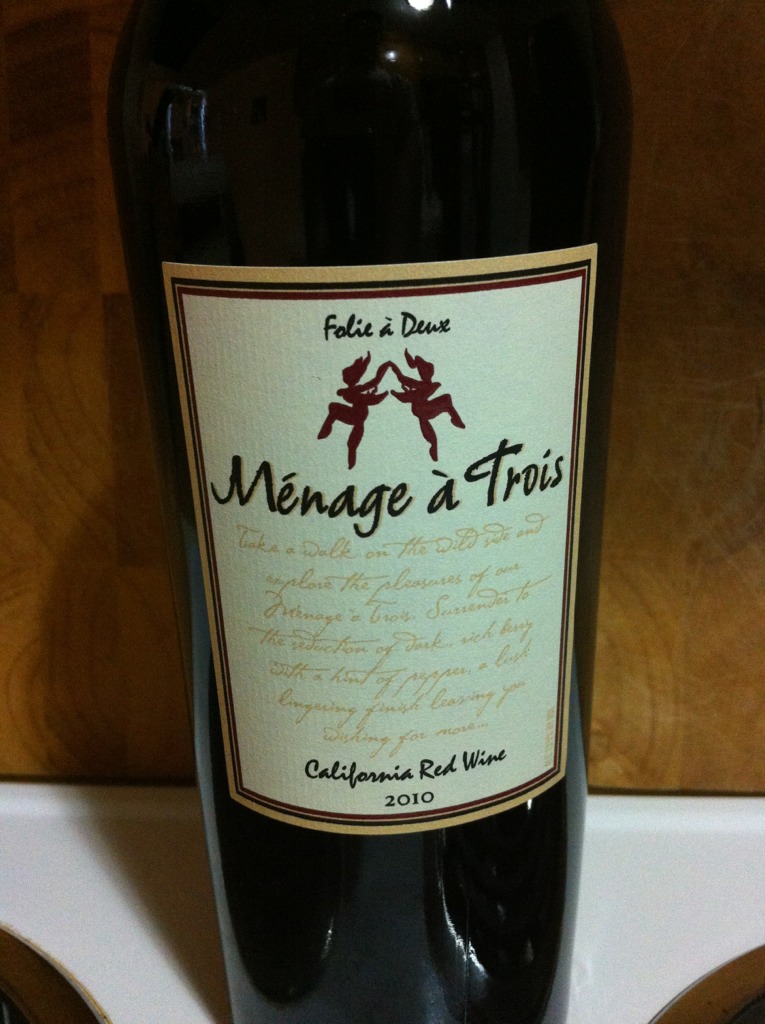 Folie à Deux
Ménage à Trois
Take a walk on the wild side and
explore the pleasures of our
Ménage à Trois. Surrender to
the seduction of dark, rich berry
with a hint of pepper, a lush
lingering finish leaving you
wishing for more...
California Red Wine
2010